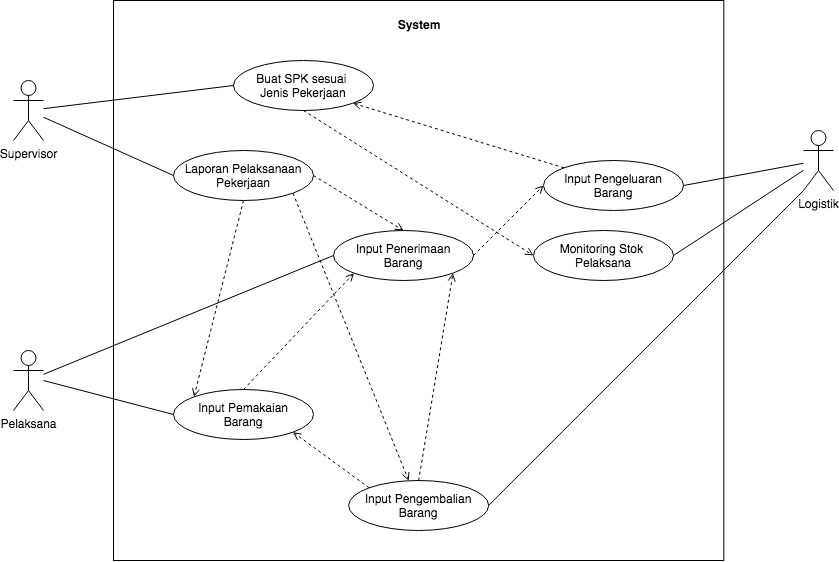 System
Buat SPK sesuai
Jenis Pekerjaan
Supervisor
Laporan Pelaksanaan
Pekerjaan
Input Pengeluaran
Barang
Logistik
Input Penerimaan
Barang
Monitoring Stok
Pelaksana
Pelaksana
Input Pemakaian
Barang
Input Pengembalian
Barang